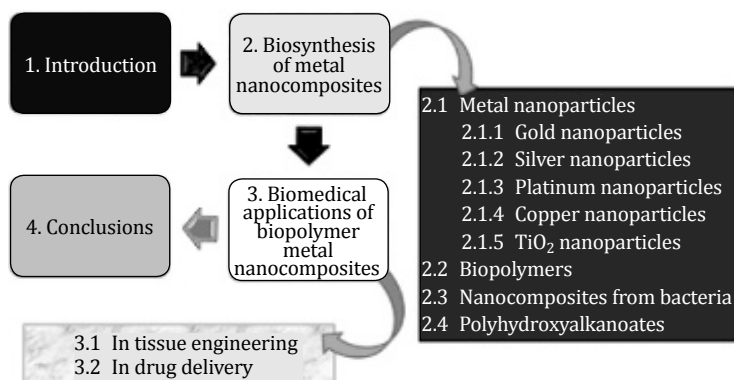 1. Introduction
2. Biosynthesis
of metal
nanocomposites
2.1 Metal nanoparticles
2.1.1 Gold nanoparticles
2.1.2 Silver nanoparticles
2.1.3 Platinum nanoparticles
2.1.4 Copper nanoparticles
2.1.5 TiO₂ nanoparticles
2.2 Biopolymers
2.3 Nanocomposites from bacteria
2.4 Polyhydroxyalkanoates
3. Biomedical
applications of
biopolymer
metal
nanocomposites
4. Conclusions
3.1 In tissue engineering
3.2 In drug delivery